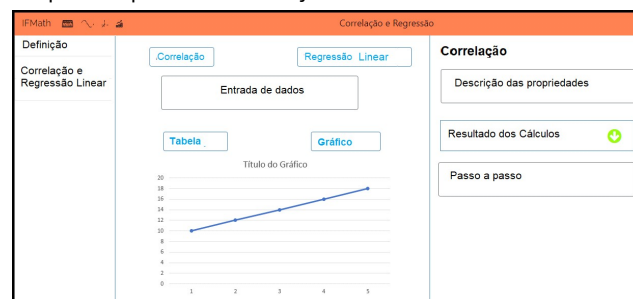 IFMath
Correlação e Regressão
Definição
Correlação e
Regressão Linear
.Correlação
Regressão Linear
Entrada de dados
Tabela
Gráfico
Título do Gráfico
20
18
16
14
12
10
8
6
4
2
0
1 2 3 4 5
Correlação
Descrição das propriedades
Resultado dos Cálculos
Passo a passo